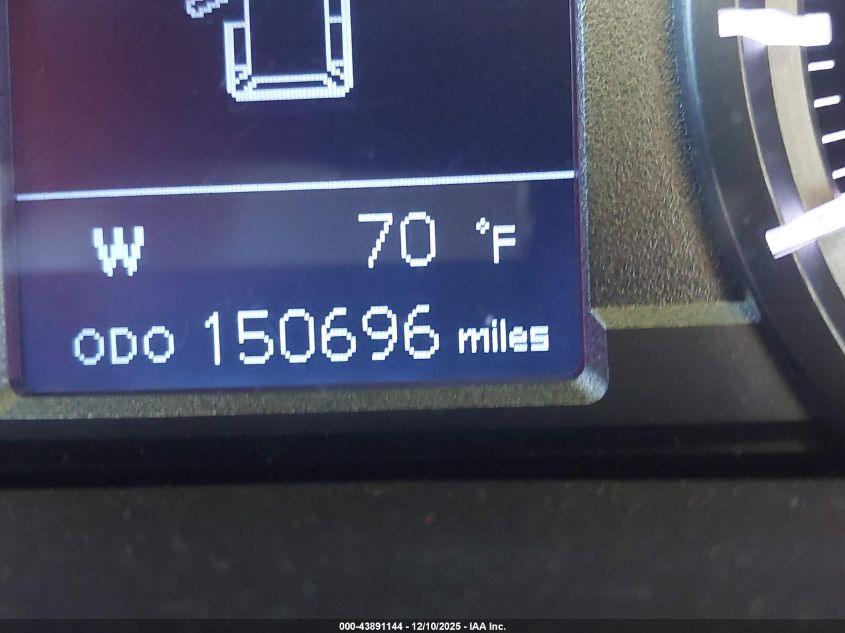 W 70 °F
ODO 150696 miles
000-43891144 - 12/10/2025 - IAA Inc.